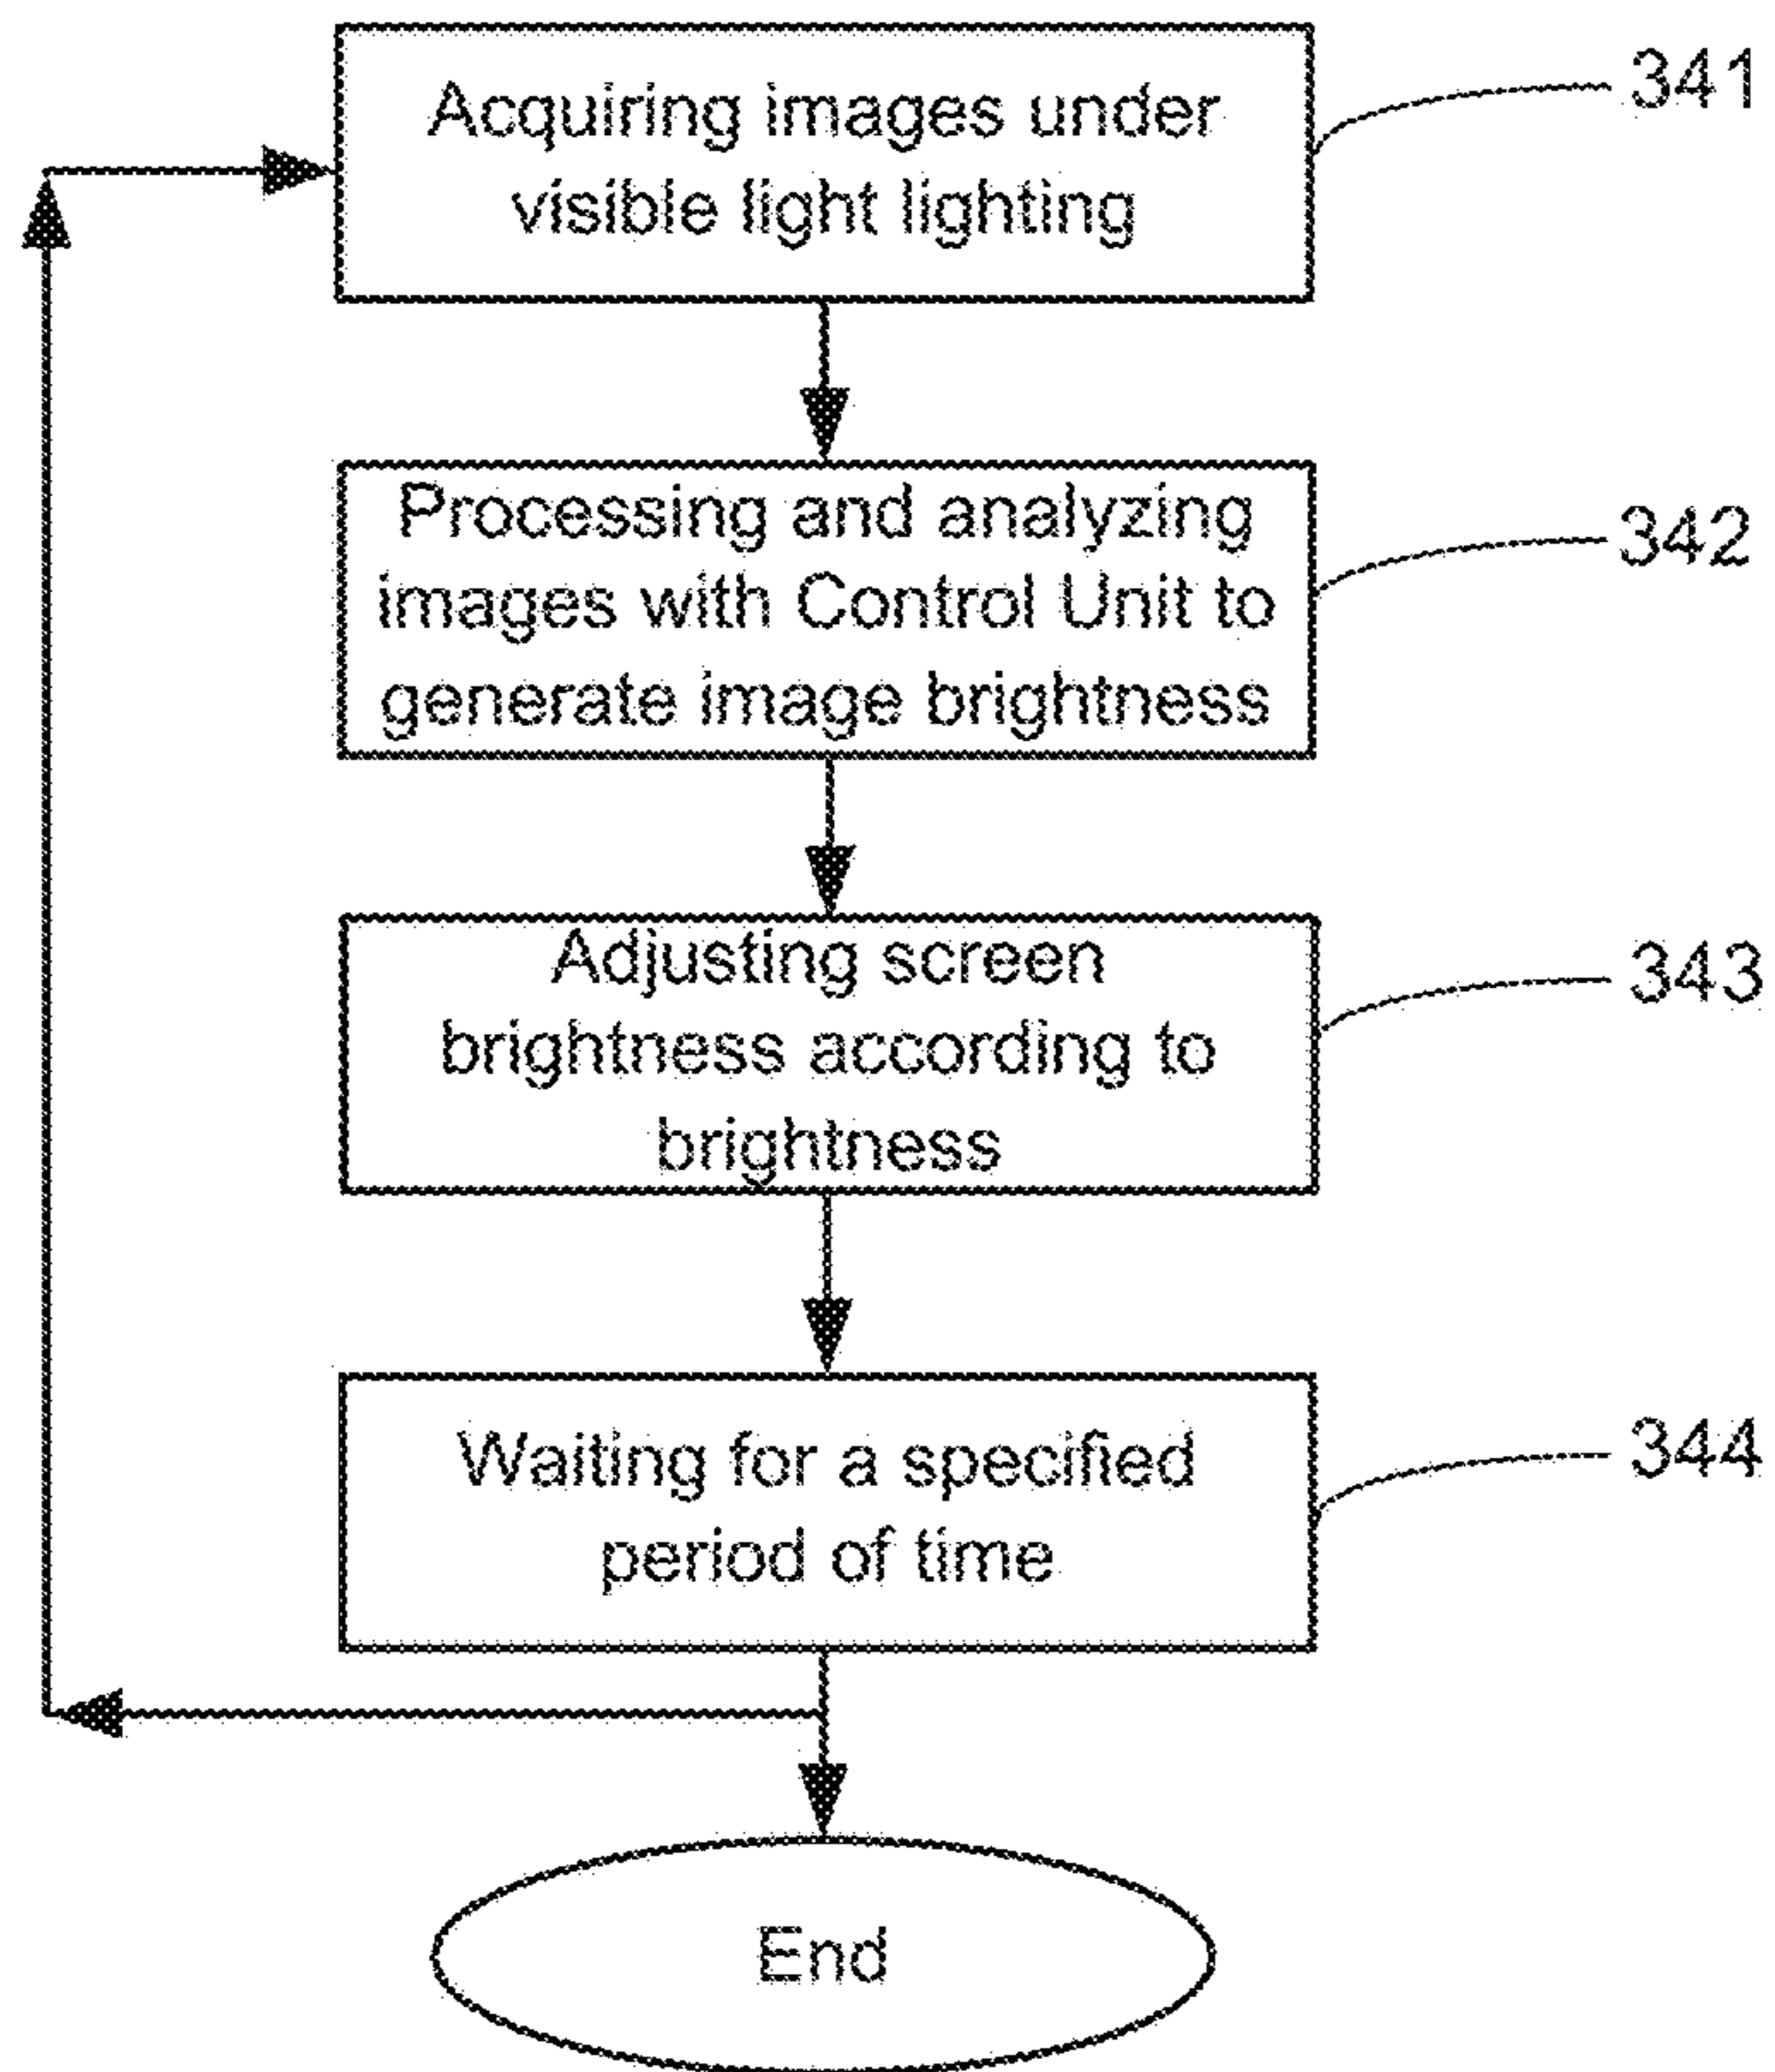 Acquiring images under
visible light lighting
341
Processing and analyzing
images with Control Unit to
generate image brightness
342
Adjusting screen
brightness according to
brightness
343
Waiting for a specified
period of time
344
End